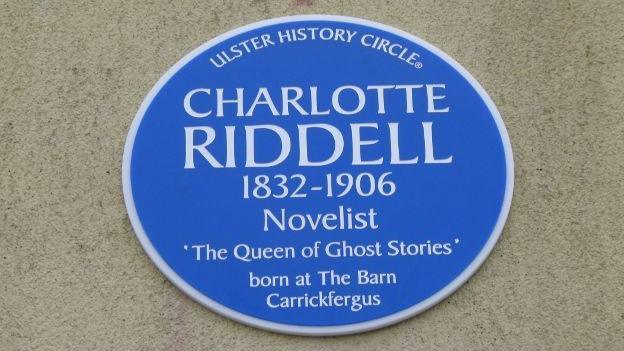 ULSTER HISTORY CIRCLE®
CHARLOTTE
RIDDELL
1832-1906
Novelist
'The Queen of Ghost Stories'
born at The Barn
Carrickfergus